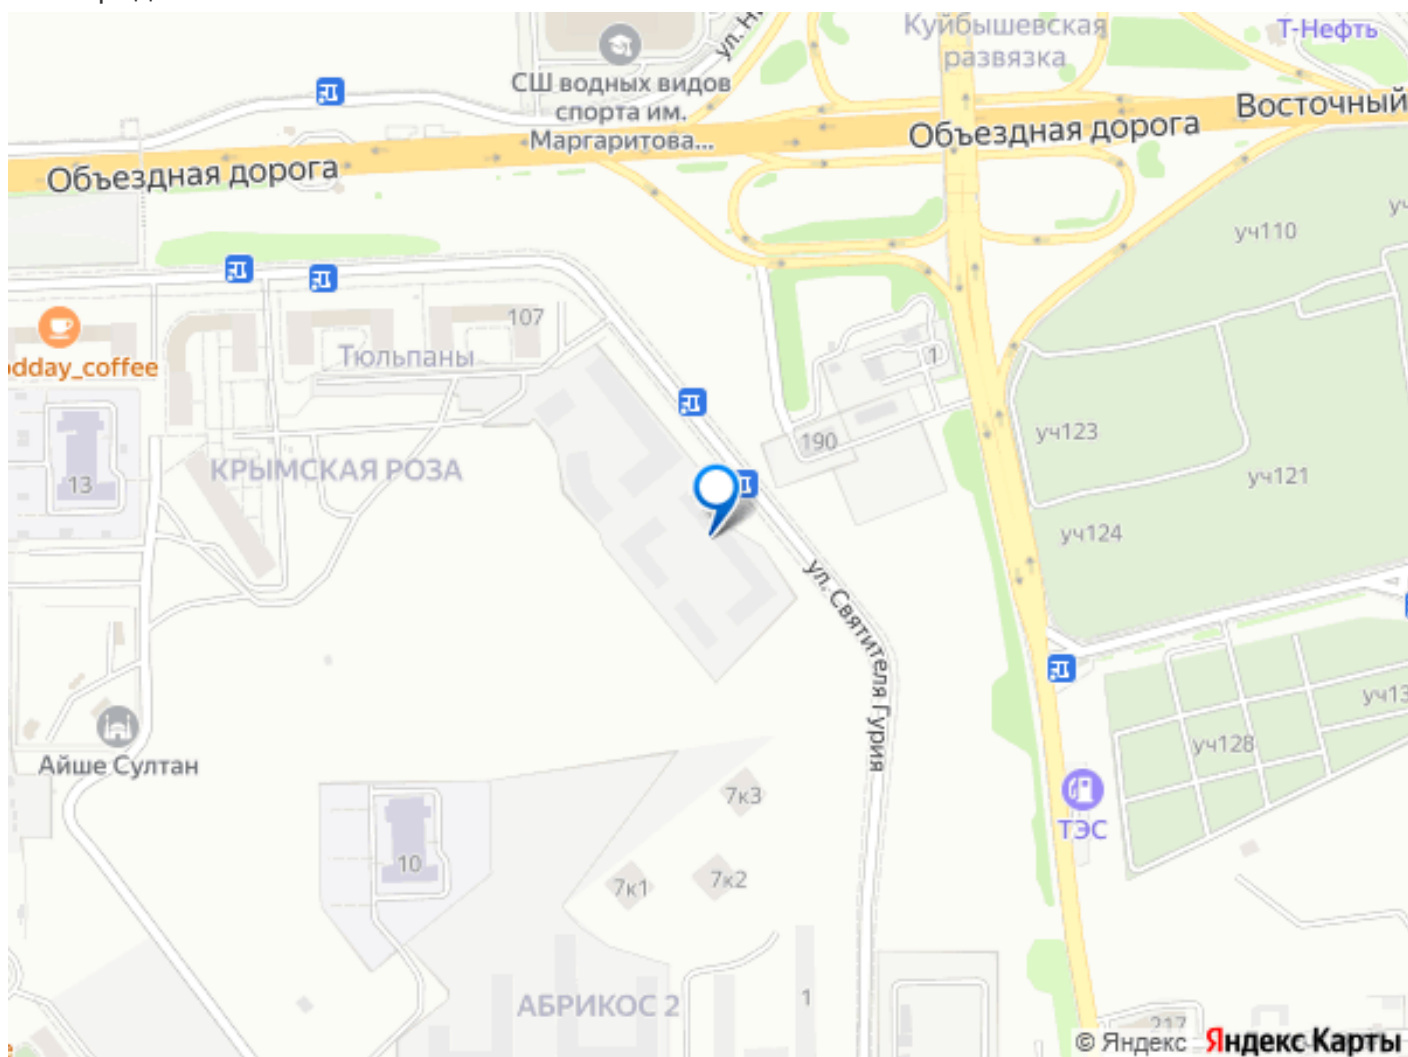 Куйбышевская
развязка
Т-Нефть
СШ водных видов
спорта им.
Маргаритова...
Восточный
Объездная дорога
Объездная дорога
уч110
107
Тюльпаны
dday_coffee
1
190
уч123
КРЫМСКАЯ РОЗА
13
уч121
уч124
ул. Святителя Гурия
уч13
уч128
Айше Султан
7к3
ТЭС
10
7к1
7к2
АБРИКОС 2
1
217
© Яндекс Яндекс Карты